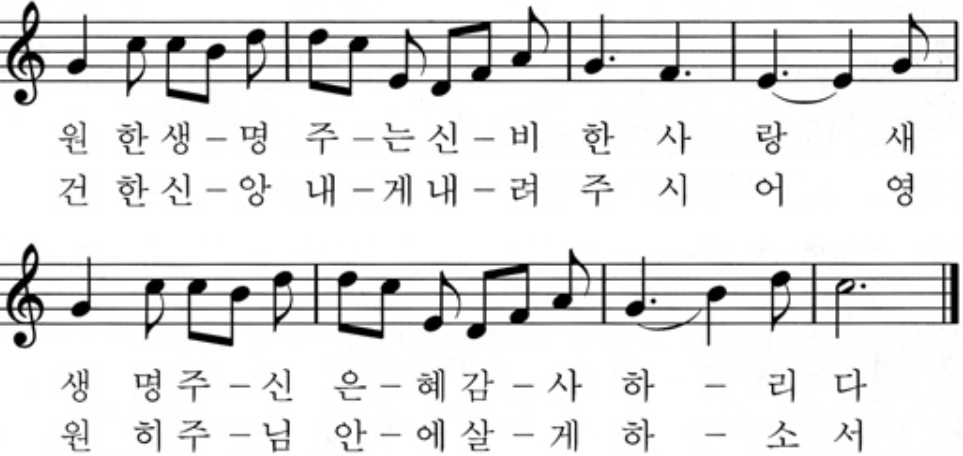 원 한 생 – 명 주 – 는 신 – 비 한 사 랑 새
건 한 신 – 앙 내 – 게 내 – 려 주 시 어 영
생 명 주 – 신 은 – 혜 감 – 사 하 – 리 다
원 히 주 – 님 안 – 에 살 – 게 하 – 소 서